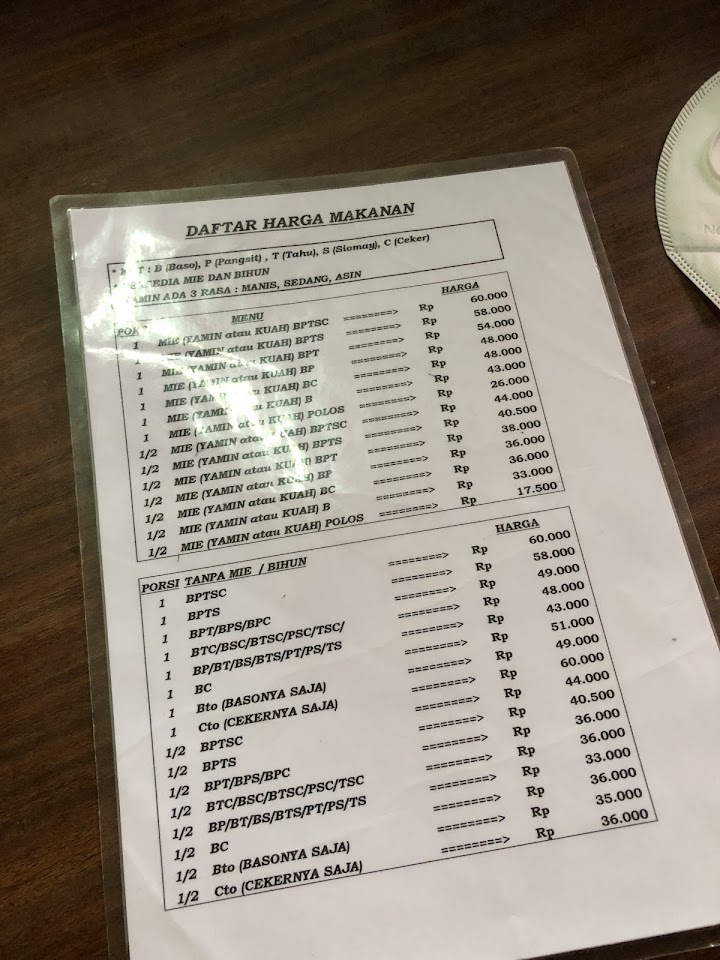 DAFTAR HARGA MAKANAN
: B (Baso), P (Pangsit) , T (Tahu), S (Siomay), C (Ceker)
MIE DAN BIHUN
YAMIN ADA 3 RASA : MANIS, SEDANG, ASIN
MENU HARGA
1 MIE (YAMIN atau KUAH) BPTSC ========> Rp 60.000
1 MIE (YAMIN atau KUAH) BPTS ========> Rp 58.000
1 MIE (YAMIN atau KUAH) BPT ========> Rp 54.000
1 MIE (YAMIN atau KUAH) BP ========> Rp 48.000
1 MIE (YAMIN atau KUAH) BC ========> Rp 48.000
1 MIE (YAMIN atau KUAH) B ========> Rp 43.000
1 MIE (YAMIN atau KUAH) POLOS ========> Rp 26.000
1/2 MIE (YAMIN atau KUAH) BPTSC ========> Rp 44.000
1/2 MIE (YAMIN atau KUAH) BPTS ========> Rp 40.500
1/2 MIE (YAMIN atau KUAH) BPT ========> Rp 38.000
1/2 MIE (YAMIN atau KUAH) BP ========> Rp 36.000
1/2 MIE (YAMIN atau KUAH) BC ========> Rp 36.000
1/2 MIE (YAMIN atau KUAH) B ========> Rp 33.000
1/2 MIE (YAMIN atau KUAH) POLOS ========> Rp 17.500
PORSI TANPA MIE / BIHUN HARGA
1 BPTSC ========> Rp 60.000
1 BPTS ========> Rp 58.000
1 BPT/BPS/BPC ========> Rp 49.000
1 BTC/BSC/BTSC/PSC/TSC/ ========> Rp 48.000
1 BP/BT/BS/BTS/PT/PS/TS ========> Rp 43.000
1 BC ========> Rp 51.000
1 Bto (BASONYA SAJA) ========> Rp 49.000
1 Cto (CEKERNYA SAJA) ========> Rp 60.000
1/2 BPTSC ========> Rp 44.000
1/2 BPTS ========> Rp 40.500
1/2 BPT/BPS/BPC ========> Rp 36.000
1/2 BTC/BSC/BTSC/PSC/TSC ========> Rp 36.000
1/2 BP/BT/BS/BTS/PT/PS/TS ========> Rp 33.000
1/2 BC ========> Rp 36.000
1/2 Bto (BASONYA SAJA) ========> Rp 35.000
1/2 Cto (CEKERNYA SAJA) ========> Rp 36.000